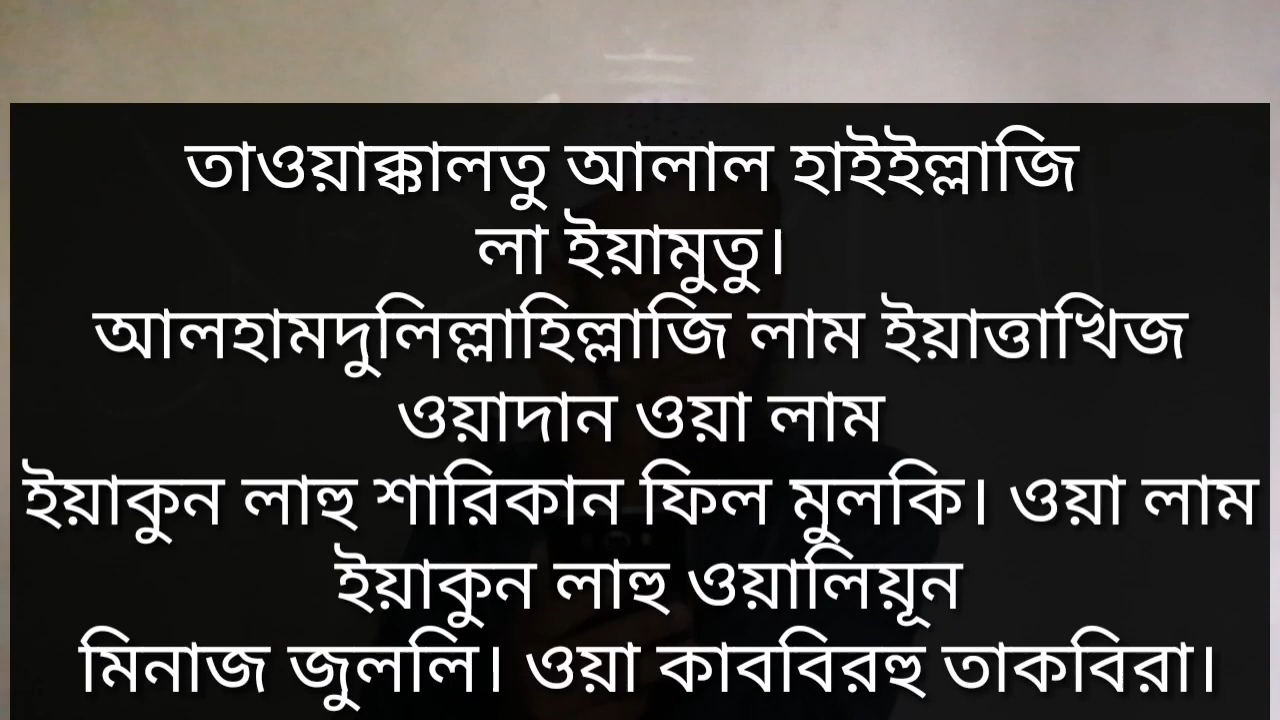 তাওয়াক্কালতু আলাল হাইইল্লাজি
লা ইয়ামুতু।
আলহামদুলিল্লাহিল্লাজি লাম ইয়াত্তাখিজ
ওয়াদান ওয়া লাম
ইয়াকুন লাহু শারিকান ফিল মুলকি। ওয়া লাম
ইয়াকুন লাহু ওয়ালিয়ূন
মিনাজ জুললি। ওয়া কাববিরহু তাকবিরা।